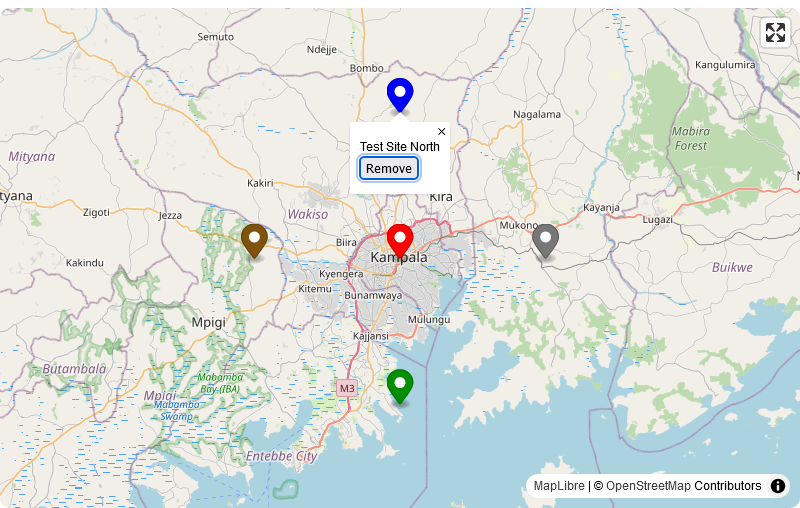 Semuto
Ndejje
Bombo
Kangulumira
Nagalama
Mabira
Forest
×
Test Site North
Remove
Mityana
tyana
Kakiri
Zigoti
Jezza
Wakiso
Kira
Kayanja
Lugazi
Mukono
Biira
Kampala
Kakindu
Kyengera
Kitemu
Bunamwaya
Buikwe
Mpigi
Mulungu
Kajjansi
Butambala
Mabamba
Bay (IBA)
M3
Mpigi
Mabamba
Swamp
Entebbe City
MapLibre | © OpenStreetMap Contributors